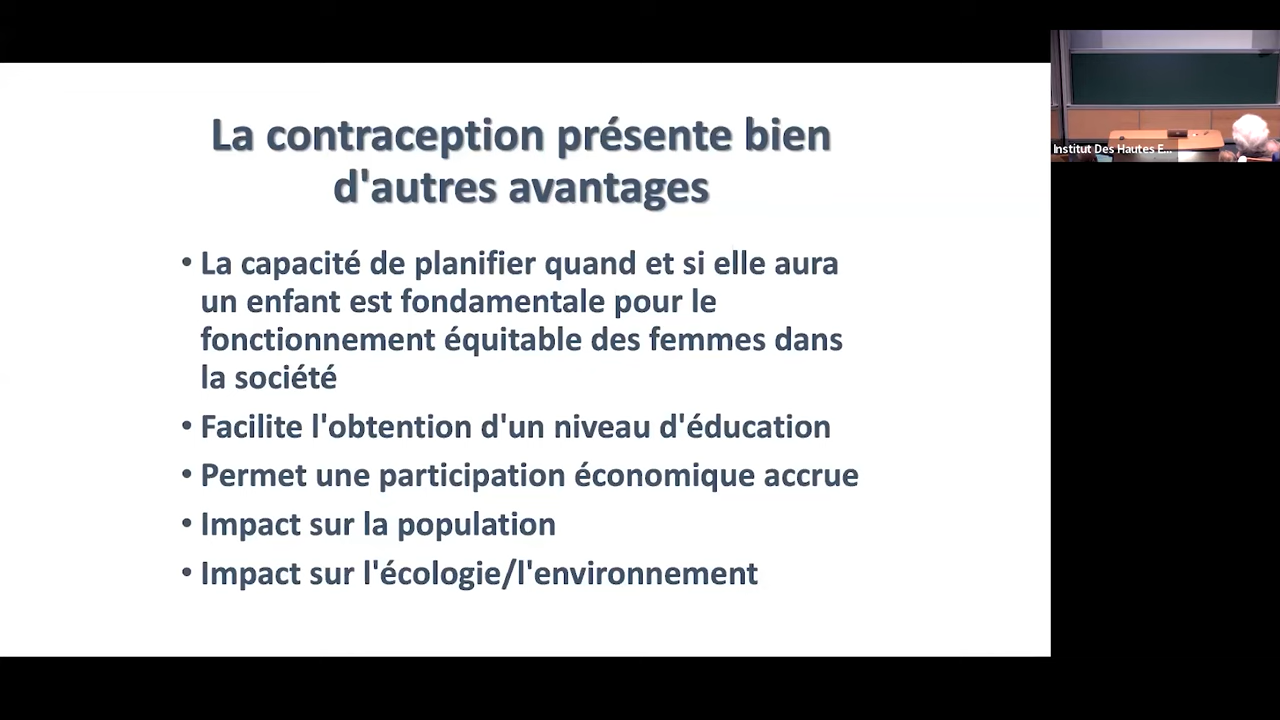 La contraception présente bien
d'autres avantages
• La capacité de planifier quand et si elle aura
un enfant est fondamentale pour le
fonctionnement équitable des femmes dans
la société
• Facilite l'obtention d'un niveau d'éducation
• Permet une participation économique accrue
• Impact sur la population
• Impact sur l'écologie/l'environnement
Institut Des Hautes E...